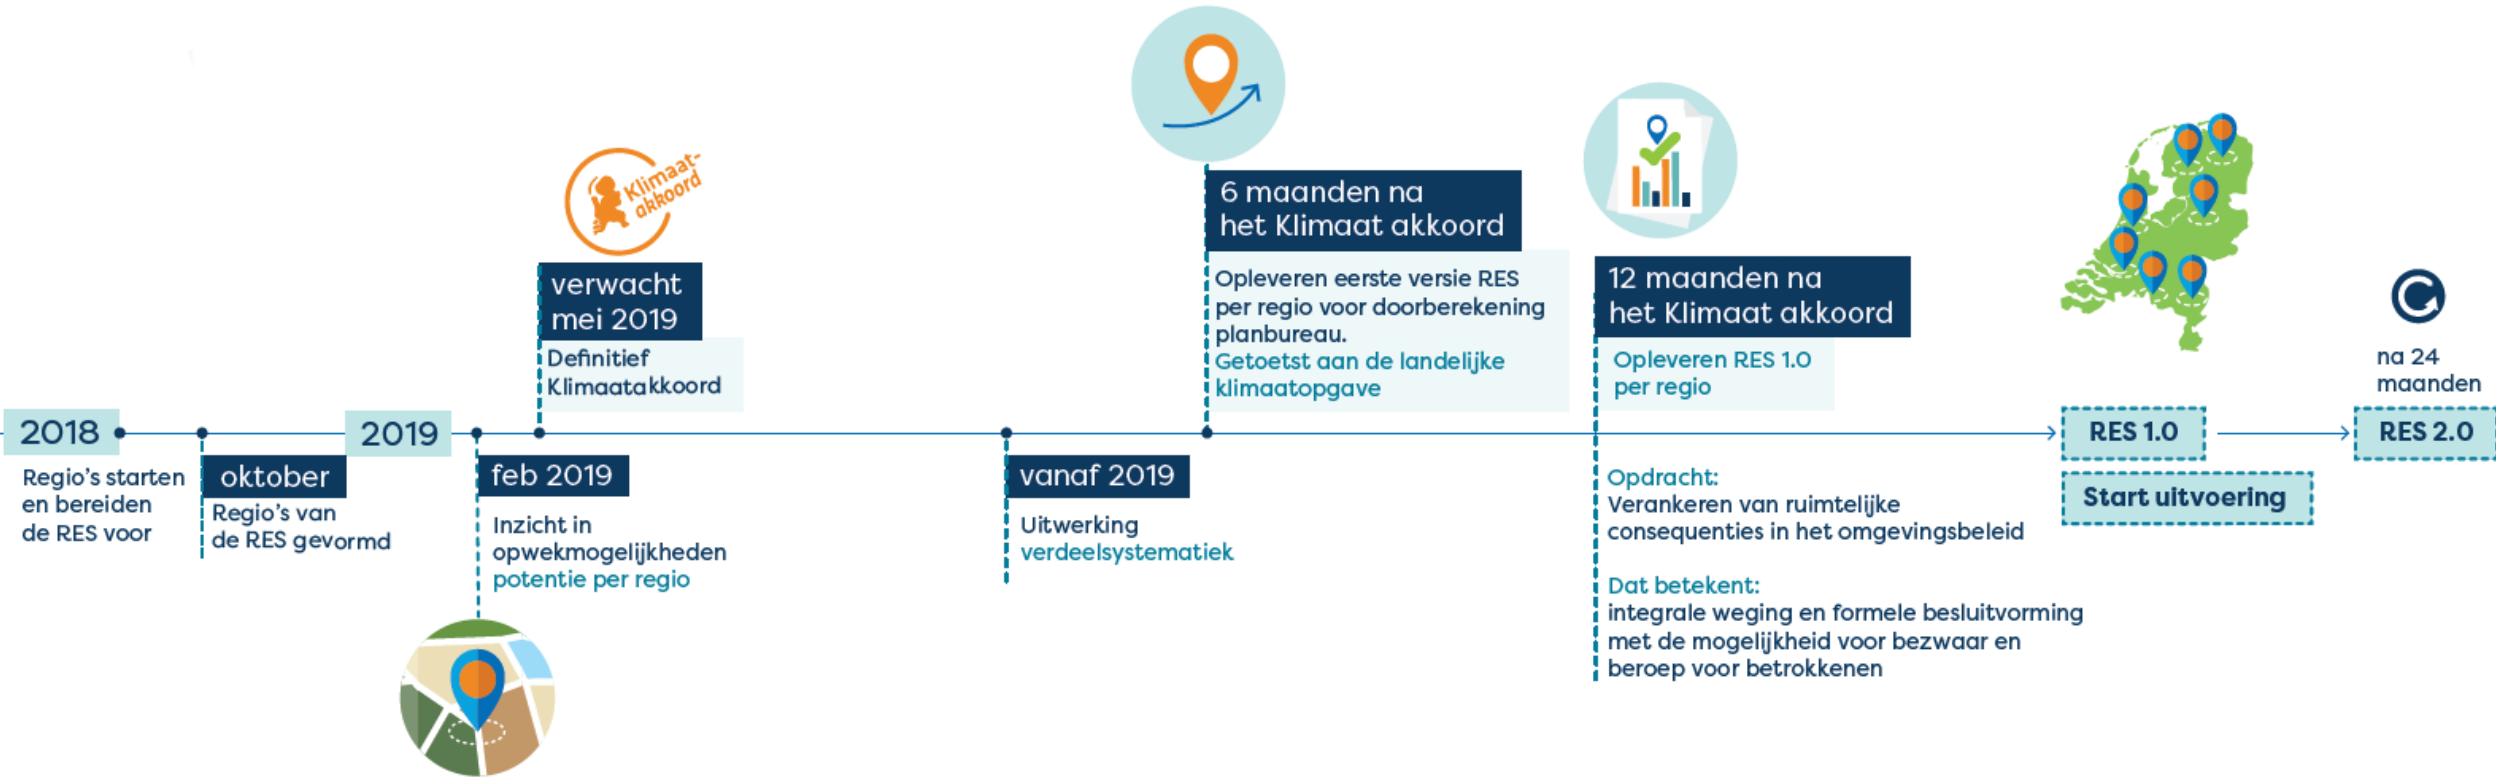 2018
Regio's starten
en bereiden
de RES voor
oktober
Regio's van
de RES gevormd
2019
feb 2019
Inzicht in
opwekmogelijkheden
potentie per regio
Klimaat-
akkoord
verwacht
mei 2019
Definitief
Klimaatakkoord
vanaf 2019
Uitwerking
verdeelsystematiek
6 maanden na
het Klimaat akkoord
Opleveren eerste versie RES
per regio voor doorberekening
planbureau.
Getoetst aan de landelijke
klimaatopgave
12 maanden na
het Klimaat akkoord
Opleveren RES 1.0
per regio
Opdracht:
Verankeren van ruimtelijke
consequenties in het omgevingsbeleid
Dat betekent:
integrale weging en formele besluitvorming
met de mogelijkheid voor bezwaar en
beroep voor betrokkenen
RES 1.0
Start uitvoering
na 24
maanden
RES 2.0